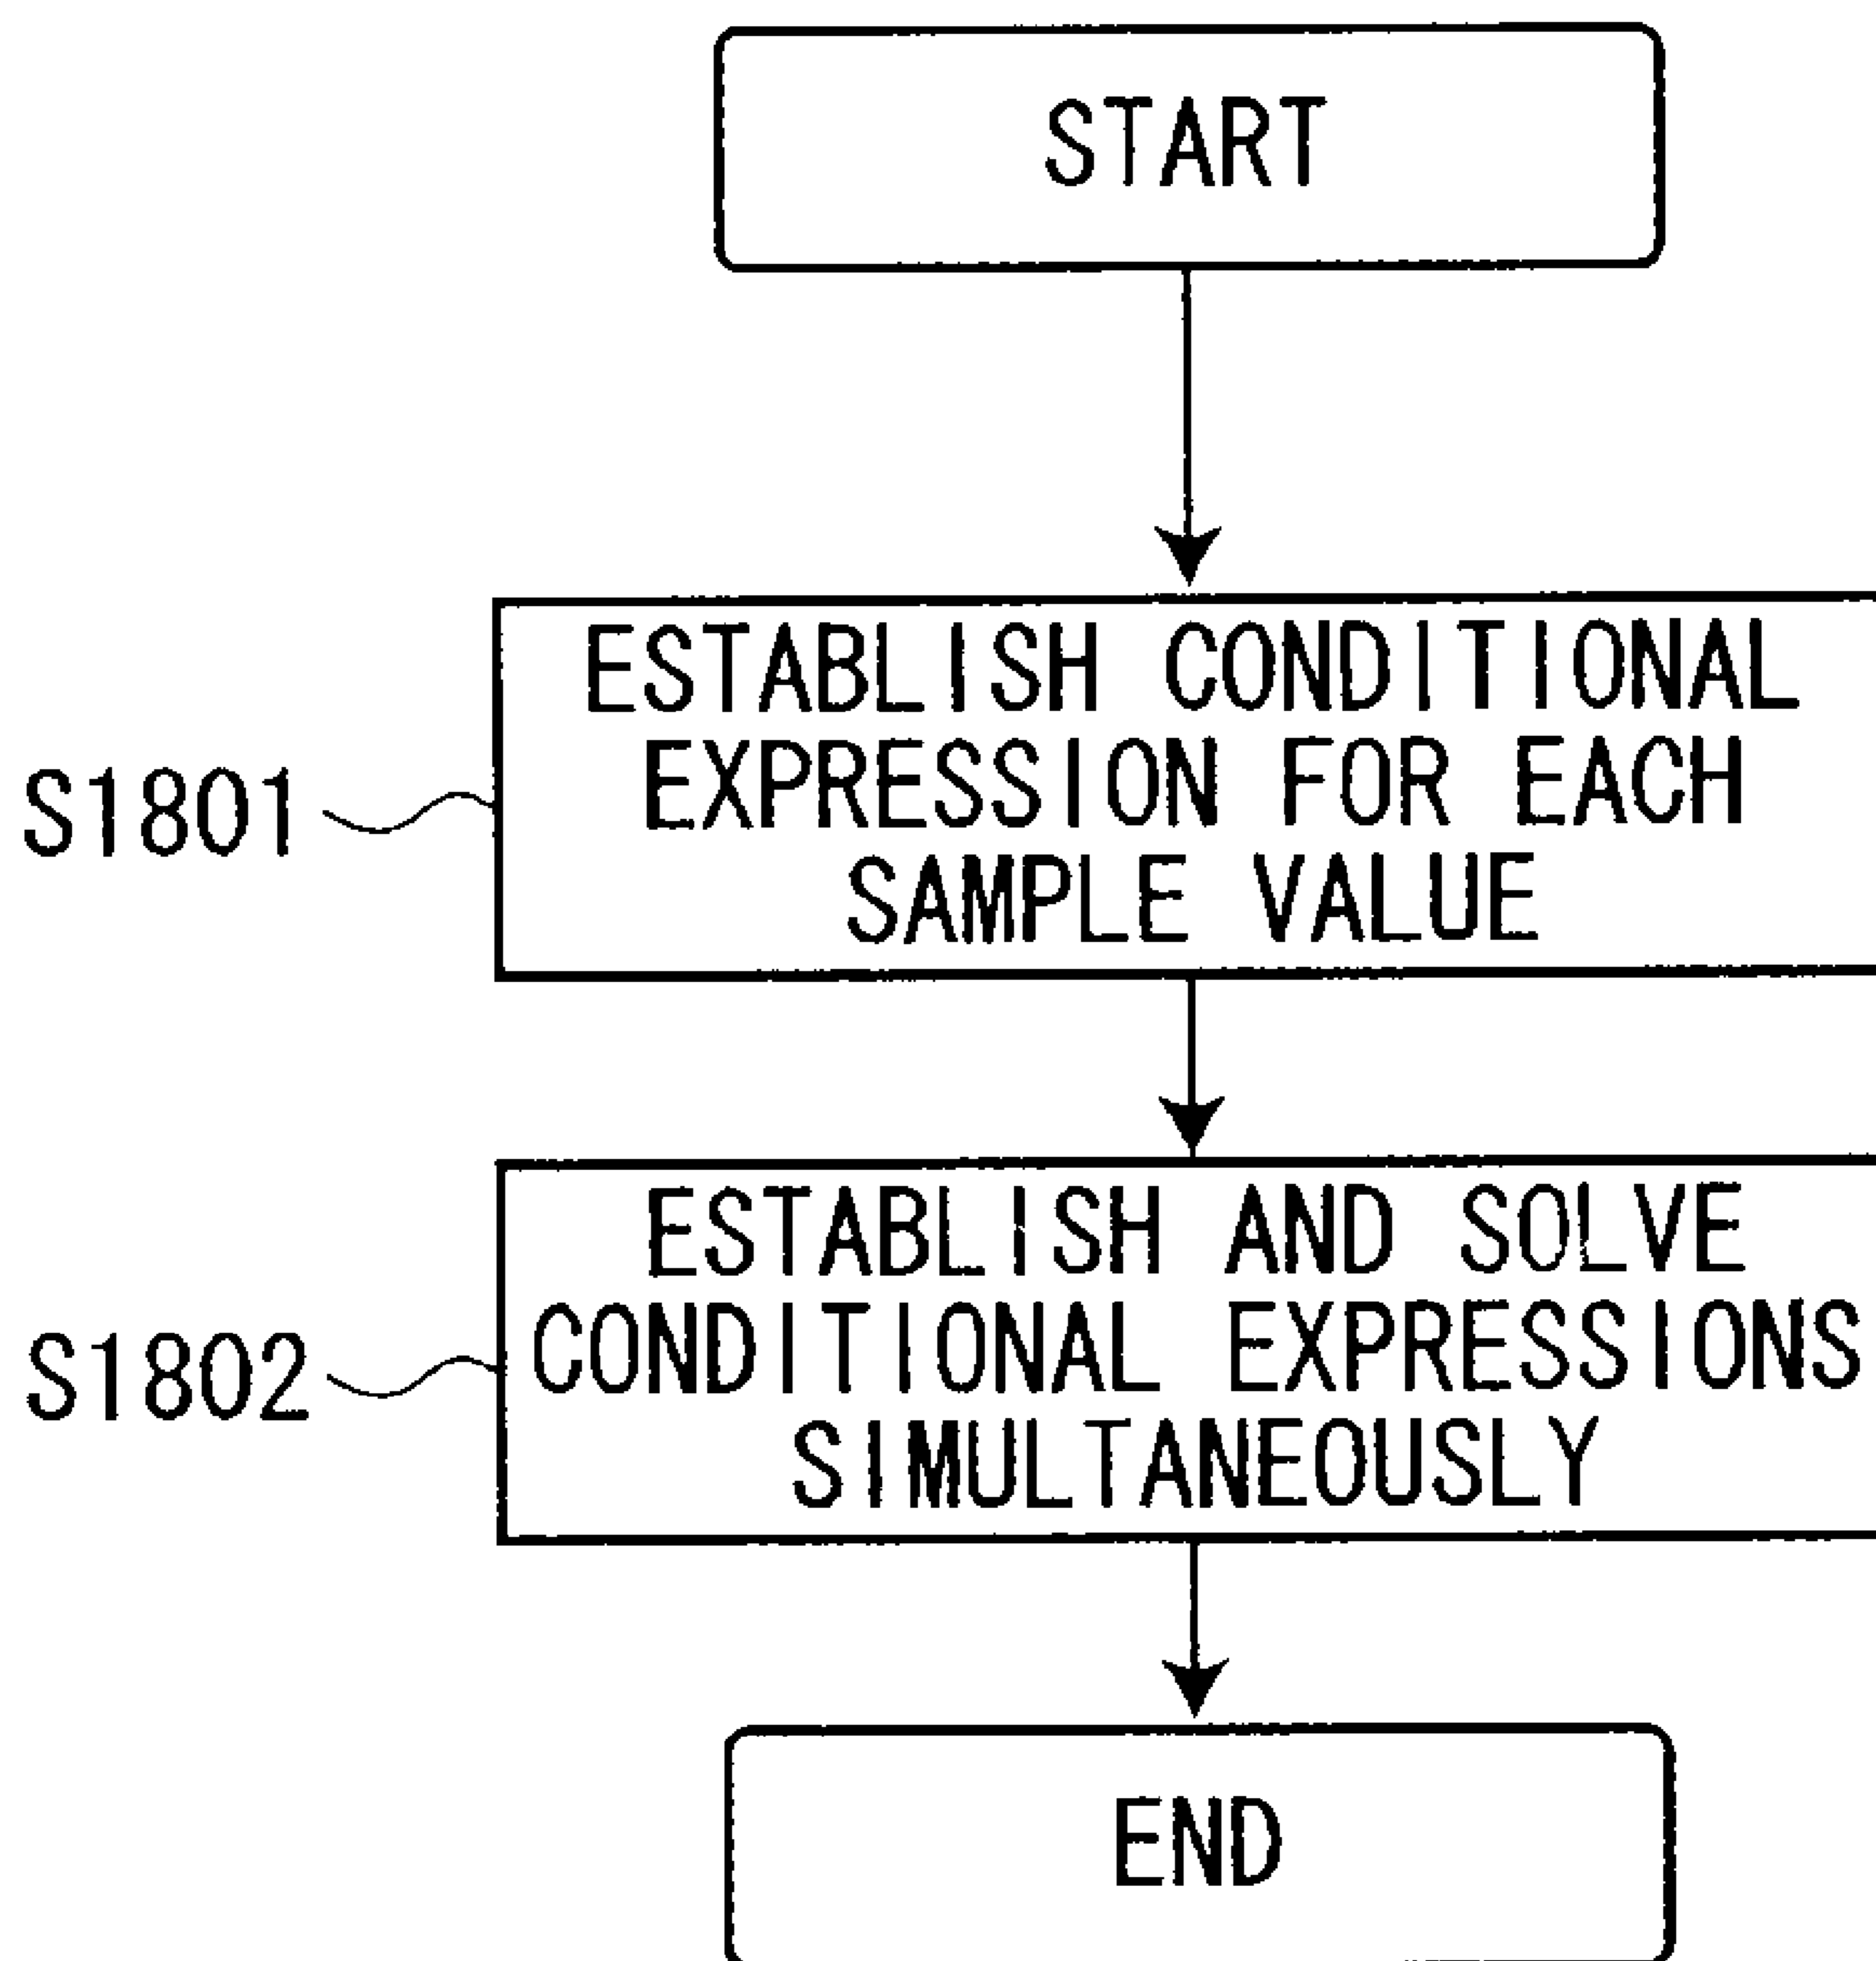 START
ESTABLISH CONDITIONAL
EXPRESSION FOR EACH
SAMPLE VALUE
S1801
ESTABLISH AND SOLVE
CONDITIONAL EXPRESSIONS
SIMULTANEOUSLY
S1802
END